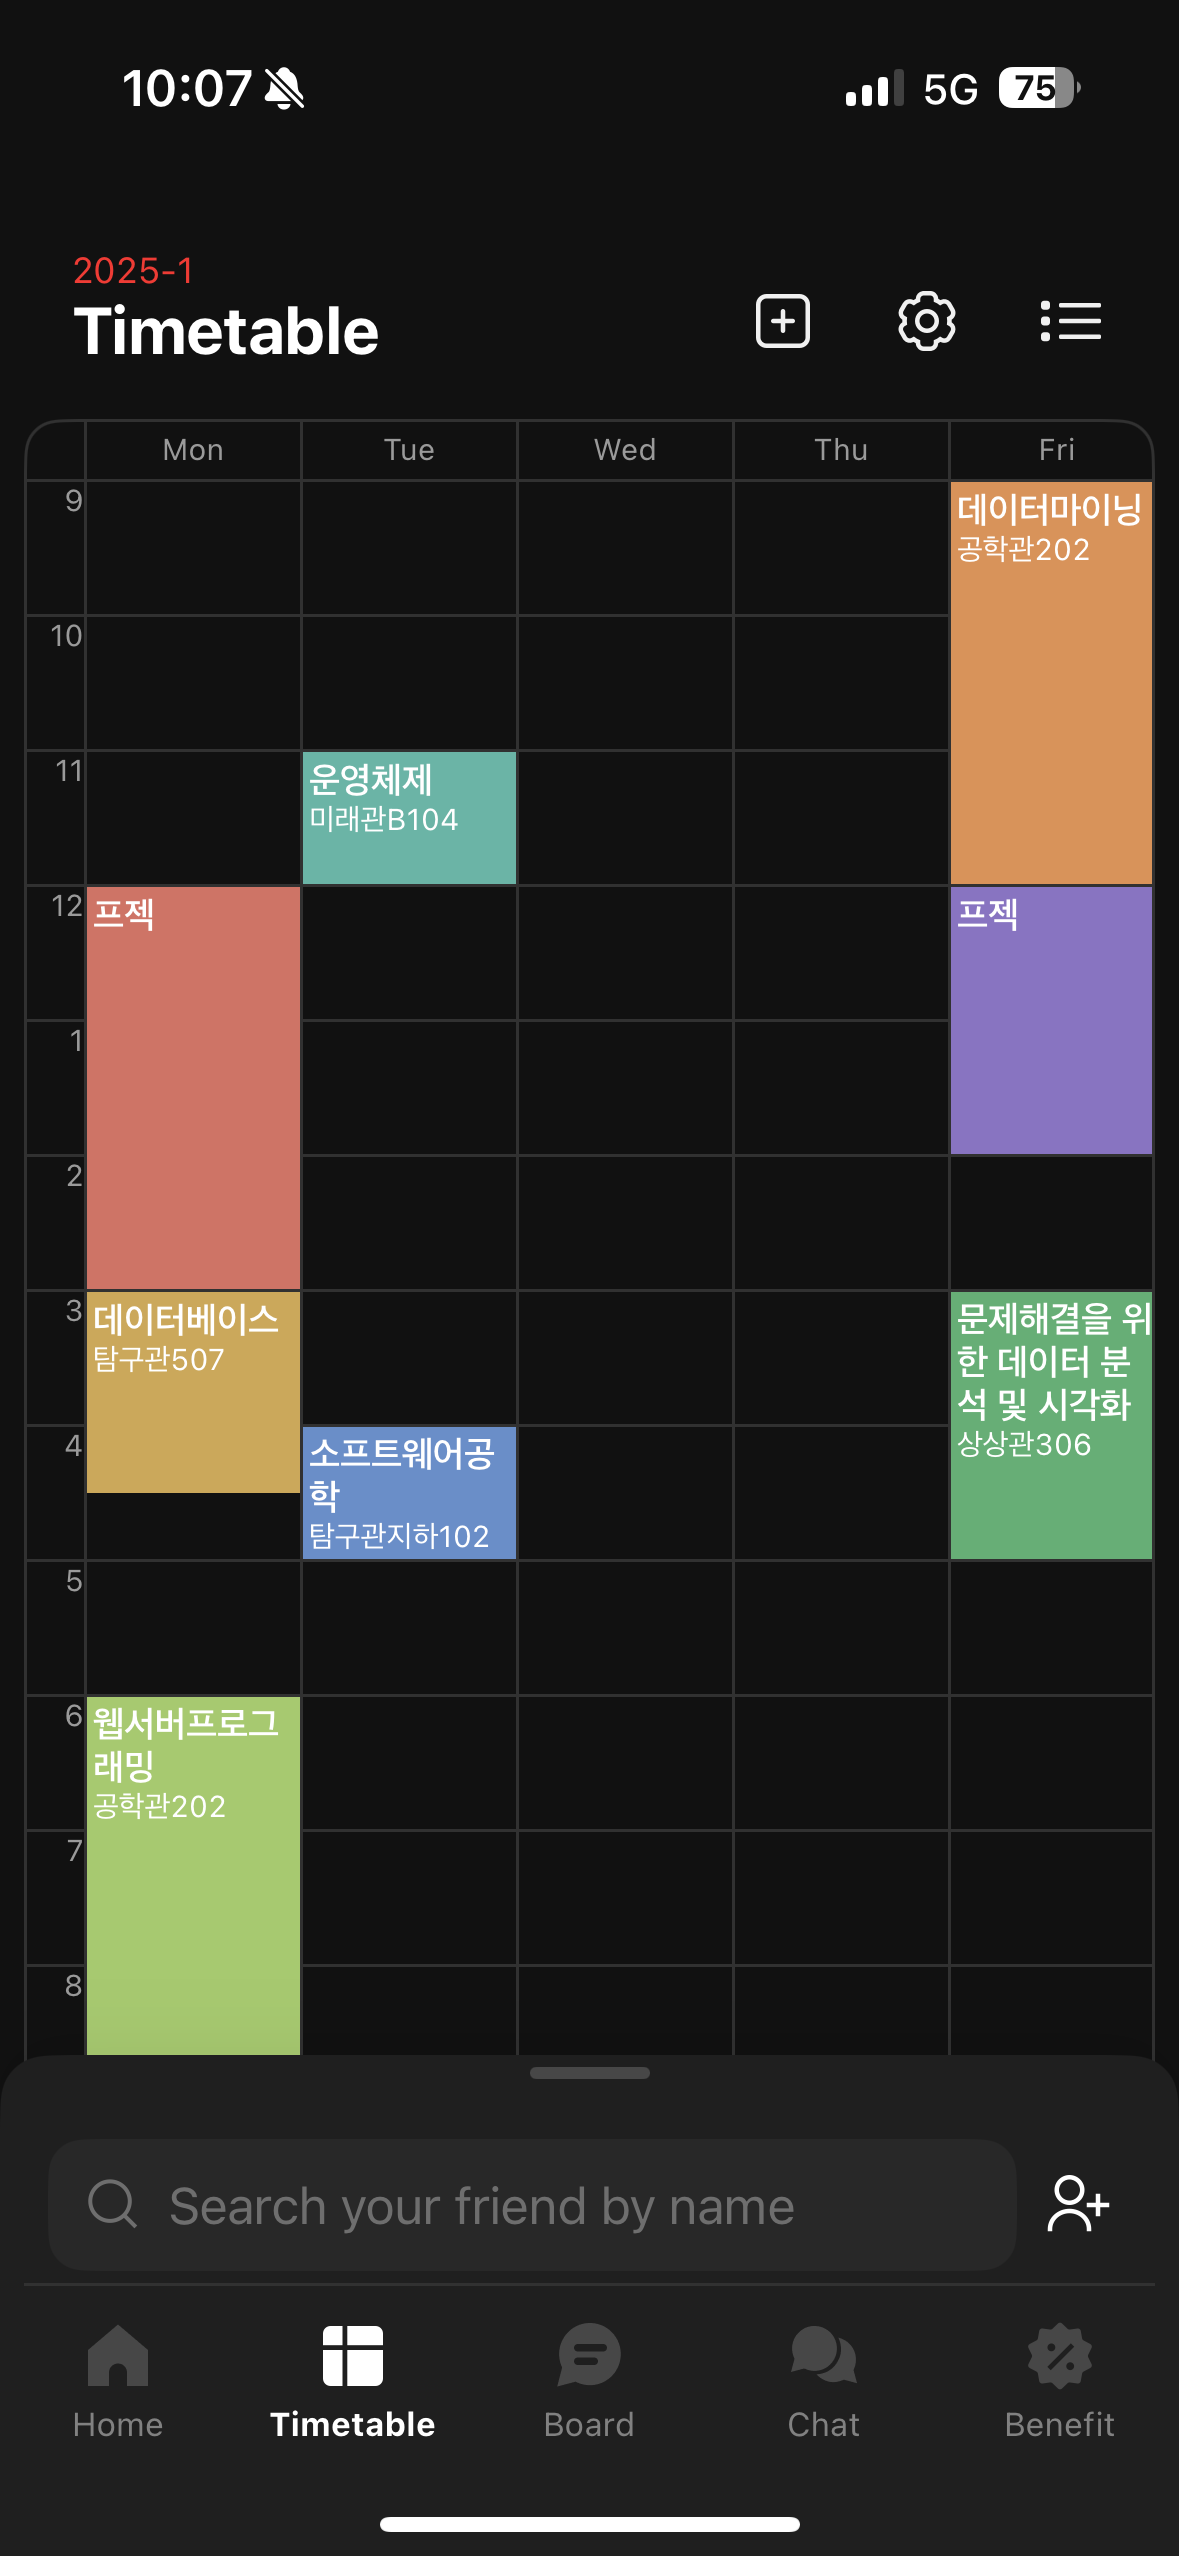 10:07
5G
75
2025-1
Timetable
Mon Tue Wed Thu Fri
9
데이터마이닝
공학관202
10
11
운영체제
미래관B104
12
프젝
프젝
1
2
3
데이터베이스
탐구관507
문제해결을 위
한 데이터 분
석 및 시각화
상상관306
4
소프트웨어공
학
탐구관지하102
5
6
웹서버프로그
래밍
공학관202
7
8
Search your friend by name
Home Timetable Board Chat Benefit